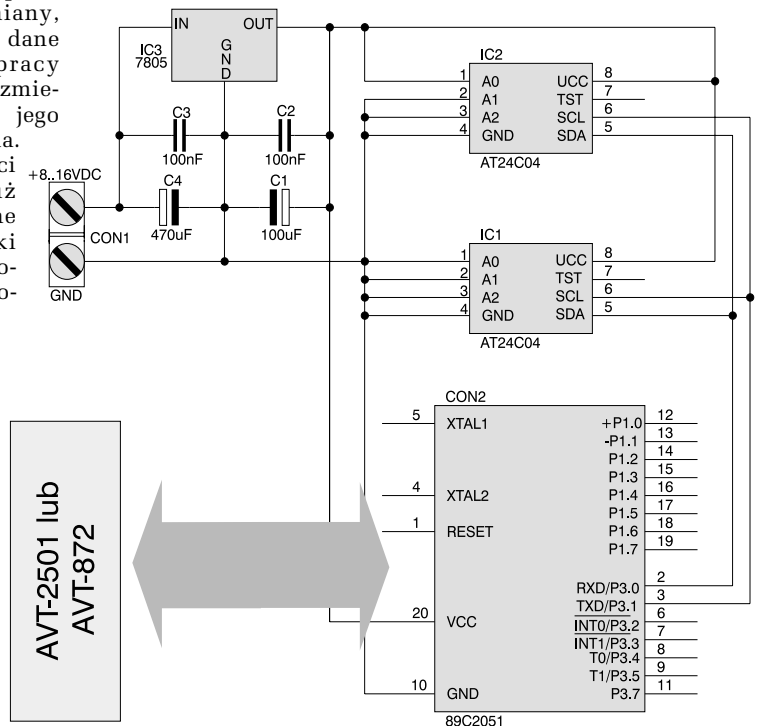 miany,
dane
pracy
zmie-
jego
a.
ci
uż
ne
ki
o-
o-
IN
OUT
GND
IC3
7805
C3
100nF
C2
100nF
+8..16VDC
C4
470uF
C1
100uF
CON1
GND
IC2
1 A0 UCC 8
2 A1 TST 7
3 A2 SCL 6
4 GND SDA 5
AT24C04
IC1
1 A0 UCC 8
2 A1 TST 7
3 A2 SCL 6
4 GND SDA 5
AT24C04
AVT-2501 lub
AVT-872
CON2
5 XTAL1
4 XTAL2
1 RESET
20 VCC
10 GND
+P1.0 12
-P1.1 13
P1.2 14
P1.3 15
P1.4 16
P1.5 17
P1.6 18
P1.7 19
RXD/P3.0 2
TXD/P3.1 3
INT0/P3.2 6
INT1/P3.3 7
T0/P3.4 8
T1/P3.5 9
P3.7 11
89C2051